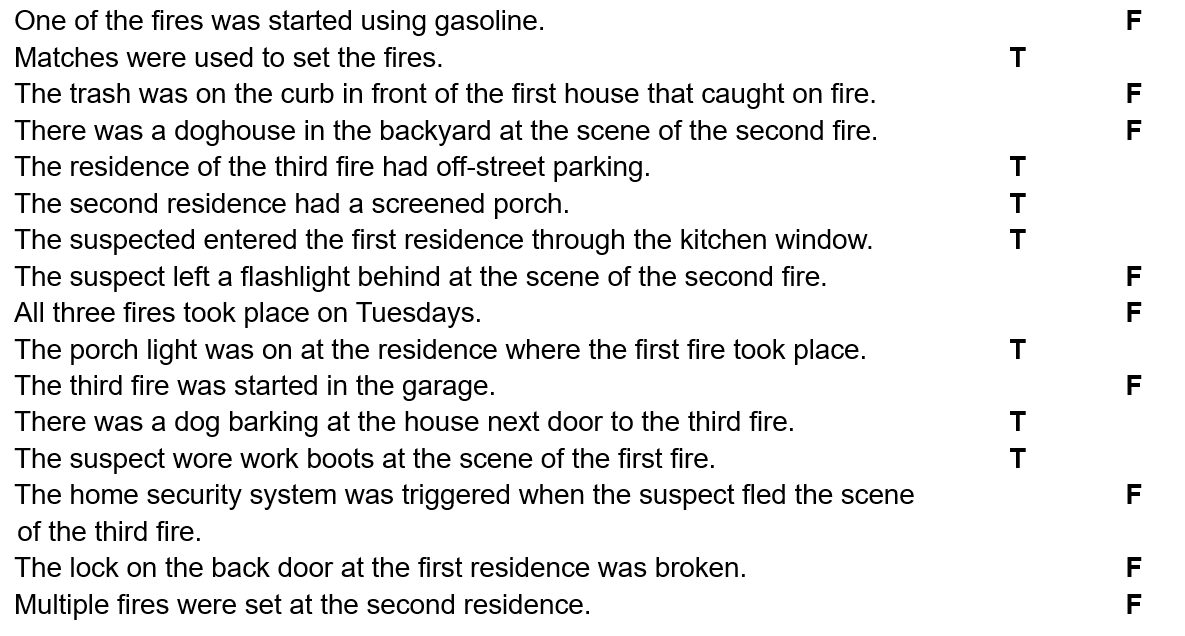 One of the fires was started using gasoline. F
Matches were used to set the fires. T
The trash was on the curb in front of the first house that caught on fire. F
There was a doghouse in the backyard at the scene of the second fire. F
The residence of the third fire had off-street parking. T
The second residence had a screened porch. T
The suspected entered the first residence through the kitchen window. T
The suspect left a flashlight behind at the scene of the second fire. F
All three fires took place on Tuesdays. F
The porch light was on at the residence where the first fire took place. T
The third fire was started in the garage. F
There was a dog barking at the house next door to the third fire. T
The suspect wore work boots at the scene of the first fire. T
The home security system was triggered when the suspect fled the scene F
of the third fire.
The lock on the back door at the first residence was broken. F
Multiple fires were set at the second residence. F